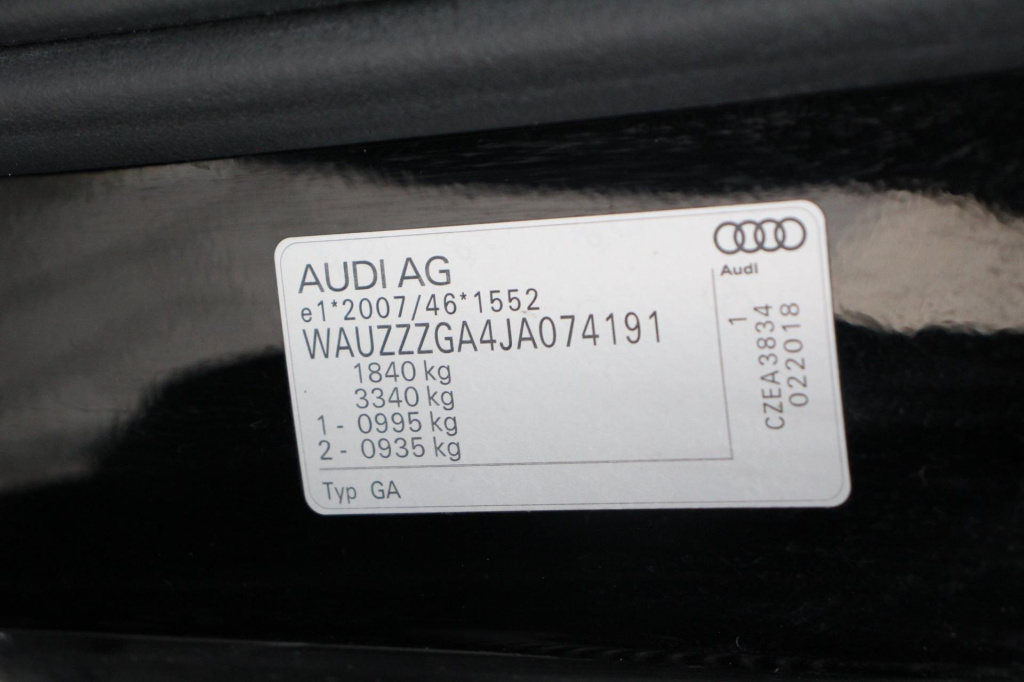 AUDI AG
e1*2007/46*1552
WAUZZZGA4JA074191
1840 kg
3340 kg
1 - 0995 kg
2 - 0935 kg
Typ GA
Audi
1
CZEA3834
022018